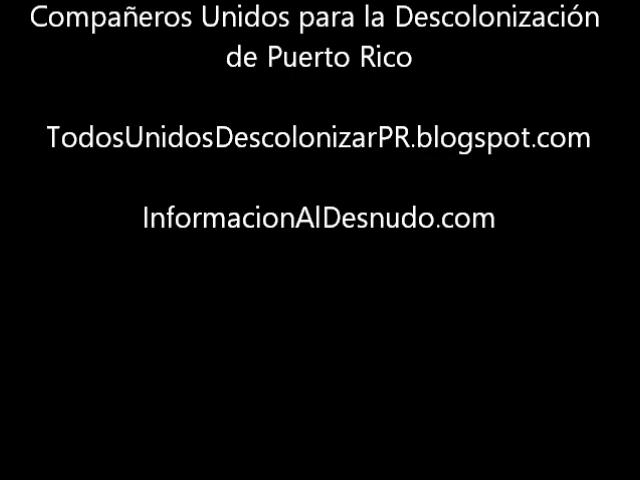 Compañeros Unidos para la Descolonización
de Puerto Rico
TodosUnidosDescolonizarPR.blogspot.com
InformacionAlDesnudo.com